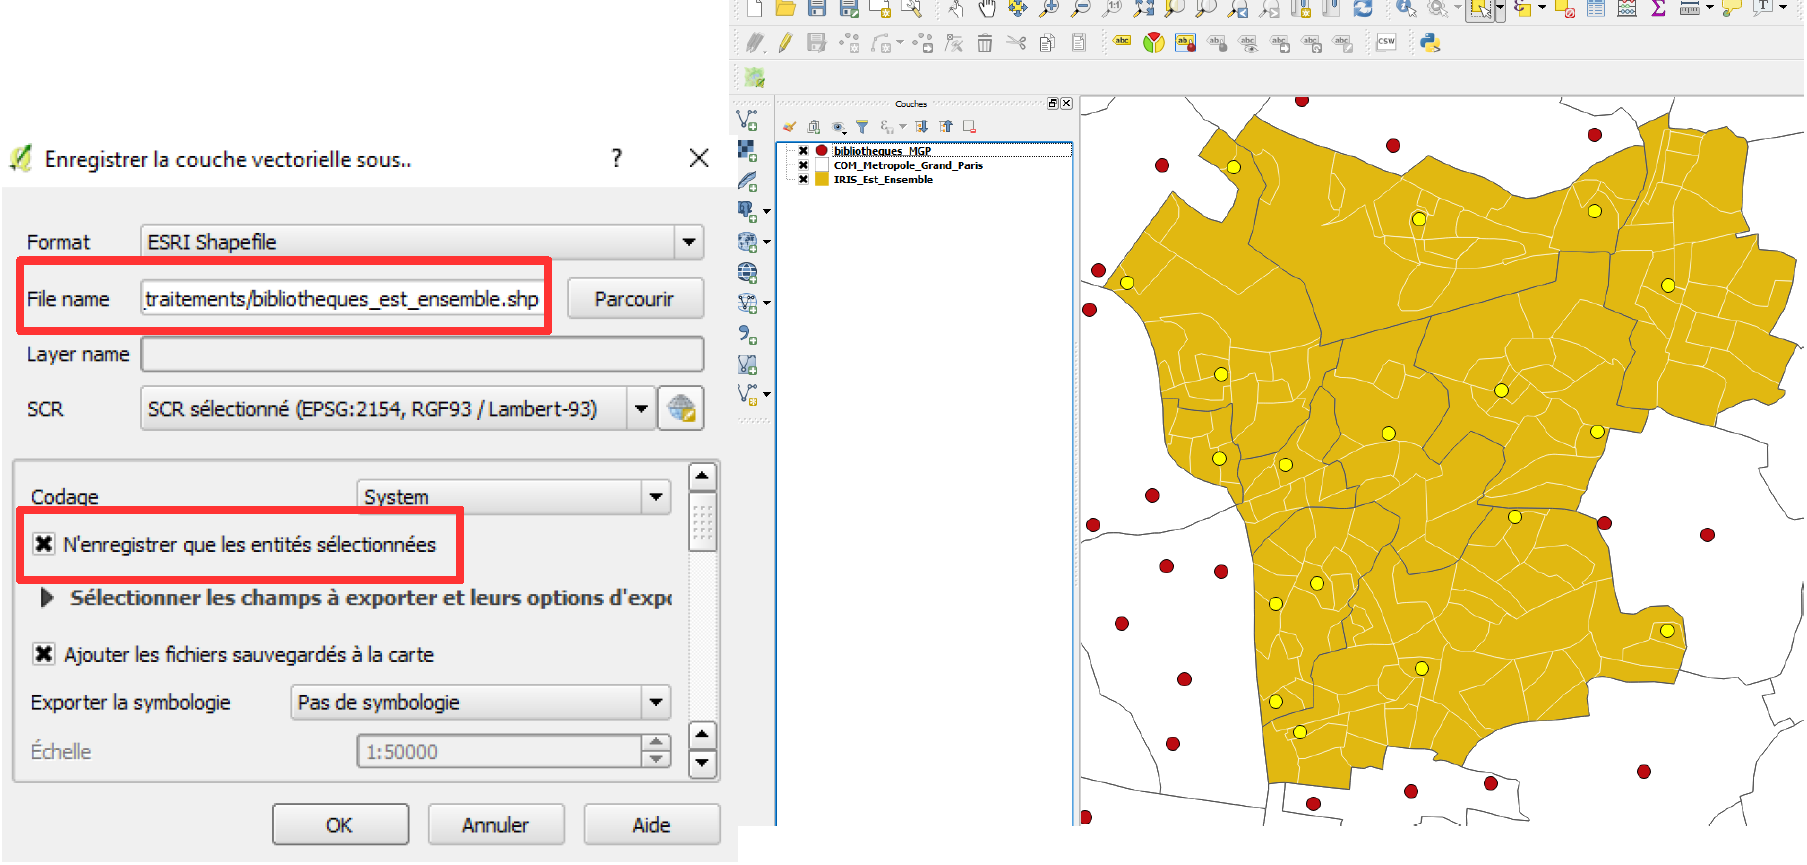 Enregistrer la couche vectorielle sous..
?
Format
ESRI Shapefile
File name
traitements/bibliotheques_est_ensemble.shp
Parcourir
Layer name
SCR
SCR sélectionné (EPSG:2154, RGF93 / Lambert-93)
Codage
System
N'enregistrer que les entités sélectionnées
Sélectionner les champs à exporter et leurs options d'expo
Ajouter les fichiers sauvegardés à la carte
Exporter la symbologie
Pas de symbologie
Échelle
1:50000
OK
Annuler
Aide
abc
CSW
Couches
bibliotheques_MGP
COM_Metropole_Grand_Paris
IRIS_Est_Ensemble